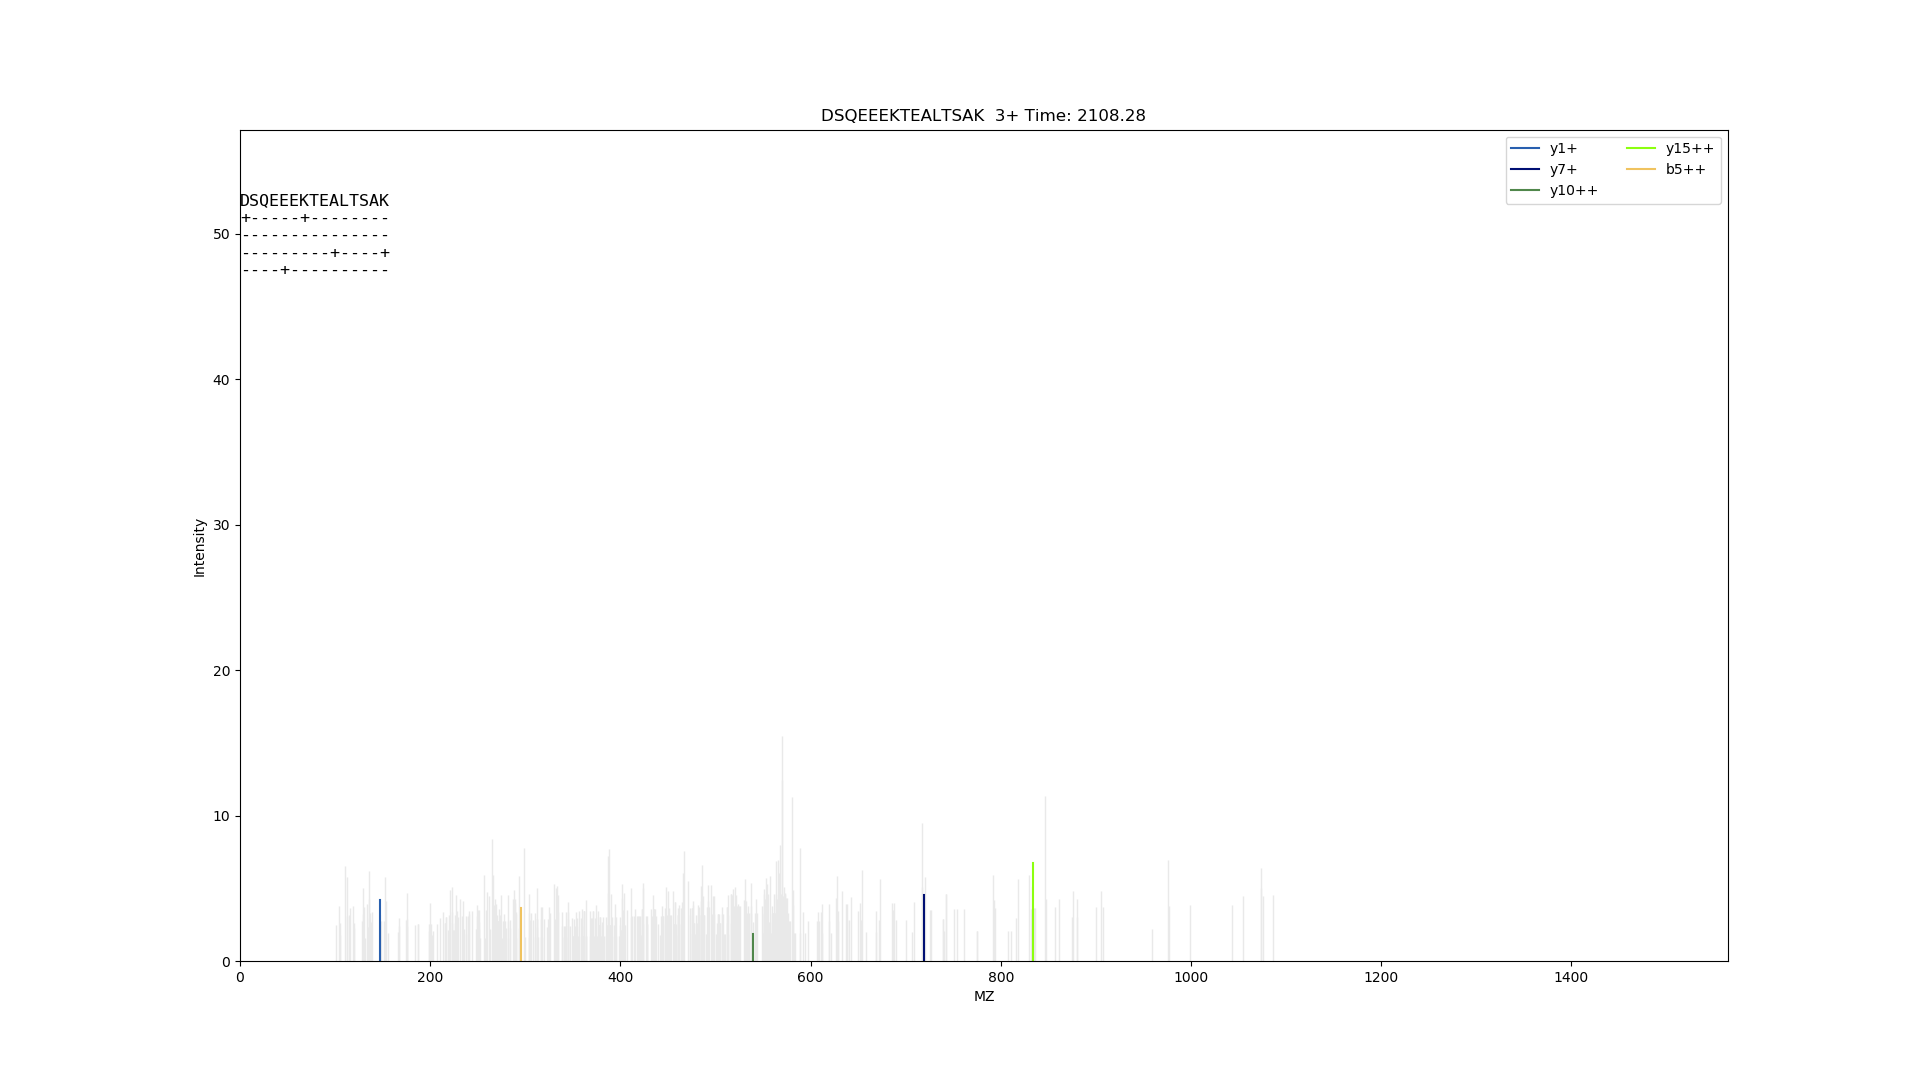 DSQEEEKTEALTSAK  3+ Time: 2108.28
y1+
y7+
y10++
y15++
b5++
DSQEEEKTEALTSAK
+-----+--------
---------------
---------+----+
----+----------
50
40
30
20
10
0
Intensity
0 200 400 600 800 1000 1200 1400
MZ